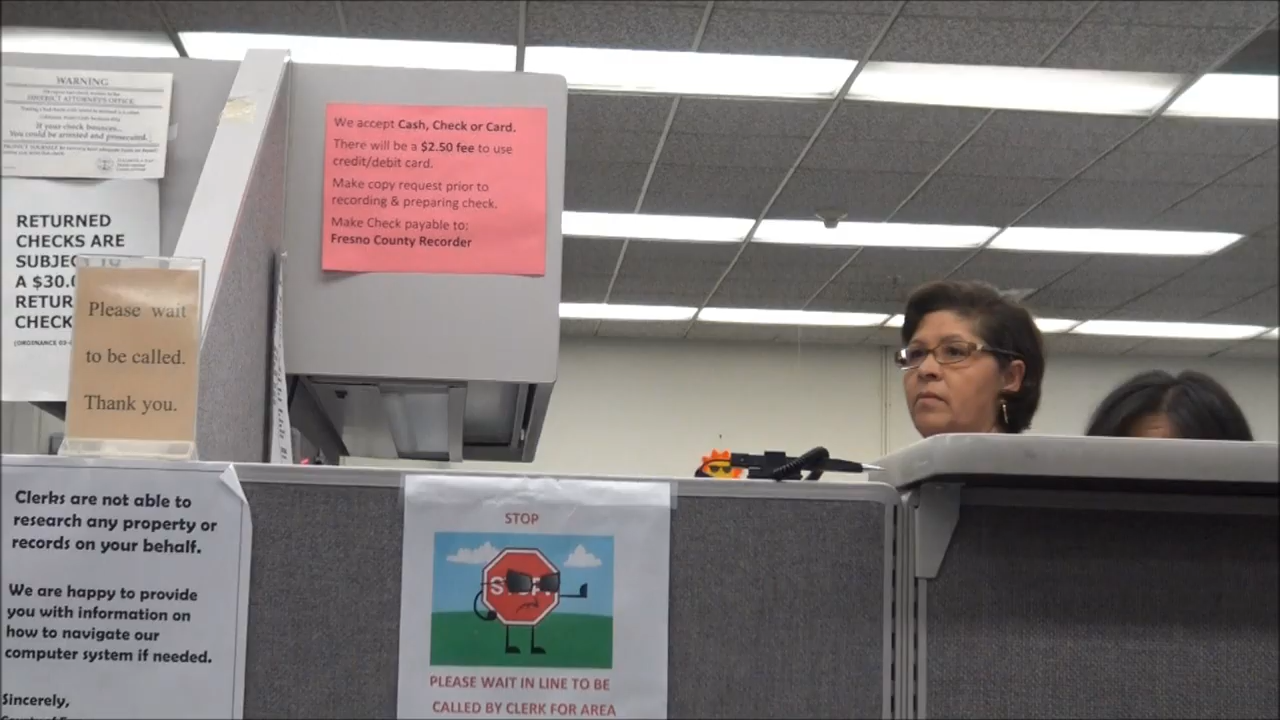 WARNING
DISTRICT ATTORNEY'S OFFICE
If your check bounces...
You could be arrested and prosecuted.
RETURNED
CHECKS ARE
SUBJEC
A $30.0
RETUR
CHECK
Please wait
to be called.
Thank you.
We accept Cash, Check or Card.
There will be a $2.50 fee to use
credit/debit card.
Make copy request prior to
recording & preparing check.
Make Check payable to:
Fresno County Recorder
Clerks are not able to
research any property or
records on your behalf.
We are happy to provide
you with information on
how to navigate our
computer system if needed.
Sincerely,
STOP
PLEASE WAIT IN LINE TO BE
CALLED BY CLERK FOR AREA